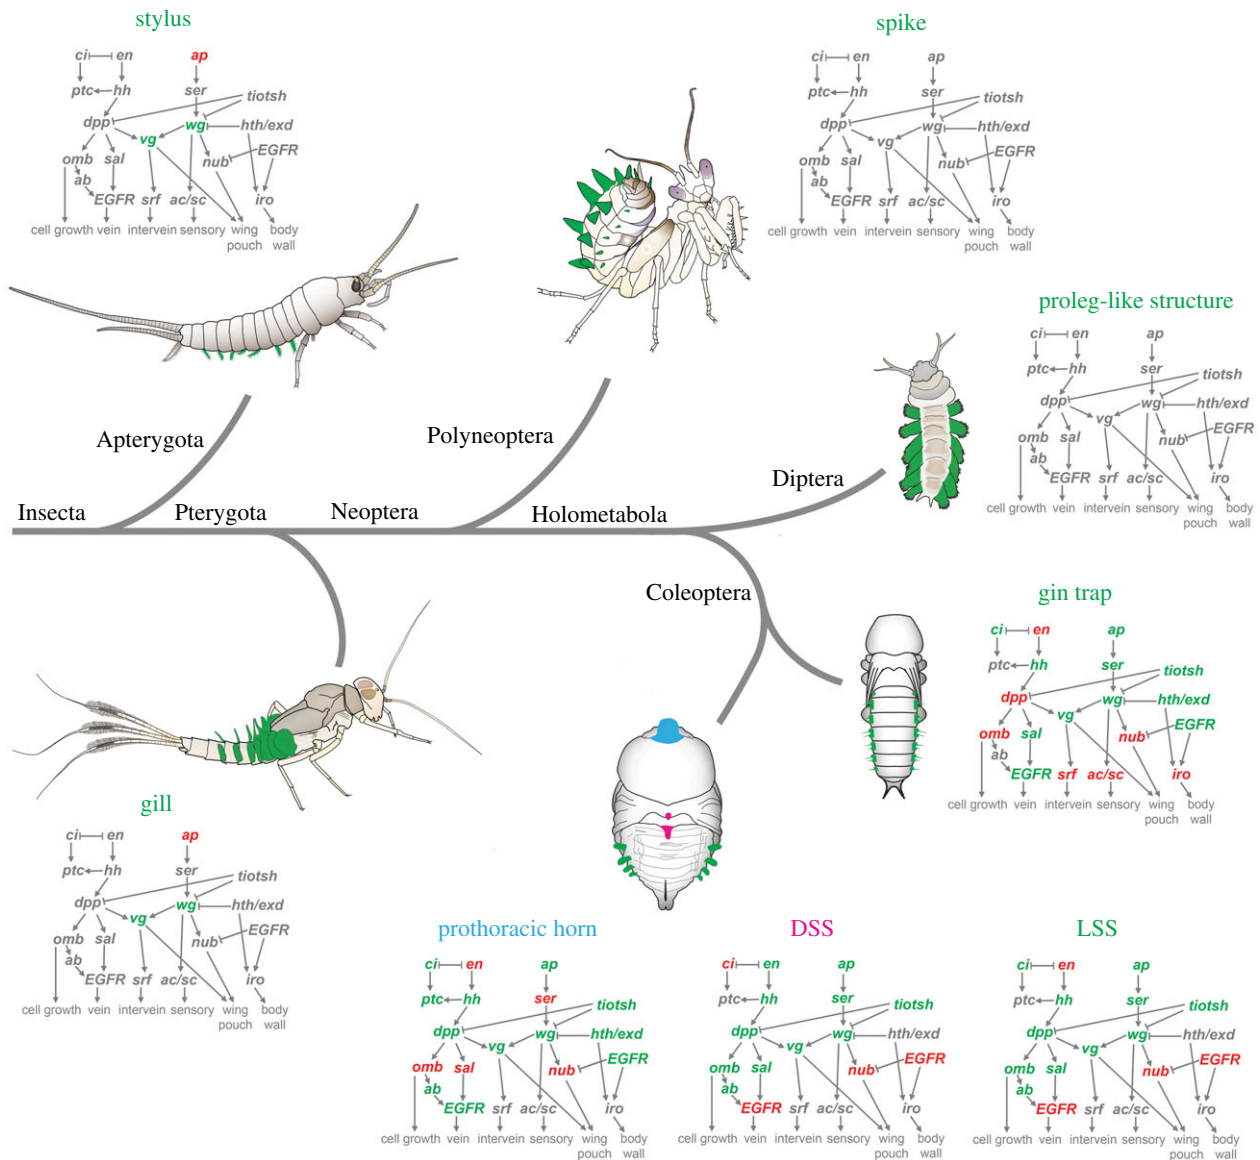 stylus
ci en ap
ptc hh ser tiotsh
dpp vg wg hth/exd
omb sal nub EGFR
ab EGFR srf ac/sc iro
cell growth vein intervein sensory wing pouch body wall
spike
ci en ap
ptc hh ser tiotsh
dpp vg wg hth/exd
omb sal nub EGFR
ab EGFR srf ac/sc iro
cell growth vein intervein sensory wing pouch body wall
proleg-like structure
ci en ap
ptc hh ser tiotsh
dpp vg wg hth/exd
omb sal nub EGFR
ab EGFR srf ac/sc iro
cell growth vein intervein sensory wing pouch body wall
Apterygota
Polyneoptera
Diptera
Insecta
Pterygota
Neoptera
Holometabola
Coleoptera
gin trap
ci en ap
ptc hh ser tiotsh
dpp vg wg hth/exd
omb sal nub EGFR
ab EGFR srf ac/sc iro
cell growth vein intervein sensory wing pouch body wall
gill
ci en ap
ptc hh ser tiotsh
dpp vg wg hth/exd
omb sal nub EGFR
ab EGFR srf ac/sc iro
cell growth vein intervein sensory wing pouch body wall
prothoracic horn
ci en ap
ptc hh ser tiotsh
dpp vg wg hth/exd
omb sal nub EGFR
ab EGFR srf ac/sc iro
cell growth vein intervein sensory wing pouch body wall
DSS
ci en ap
ptc hh ser tiotsh
dpp vg wg hth/exd
omb sal nub EGFR
ab EGFR srf ac/sc iro
cell growth vein intervein sensory wing pouch body wall
LSS
ci en ap
ptc hh ser tiotsh
dpp vg wg hth/exd
omb sal nub EGFR
ab EGFR srf ac/sc iro
cell growth vein intervein sensory wing pouch body wall